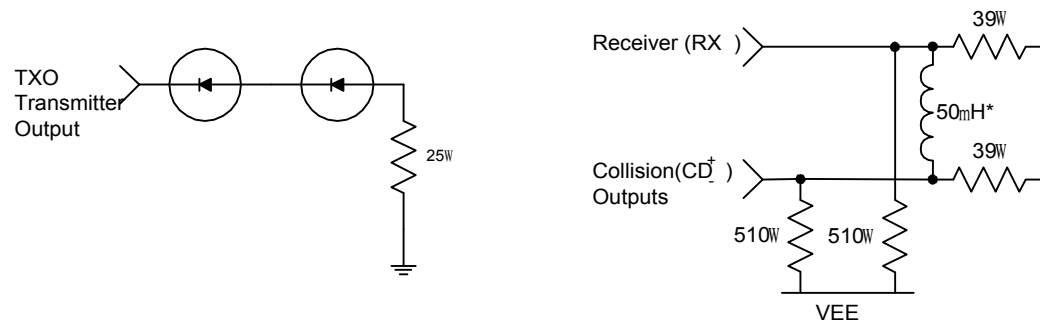 TXO
Transmitter
Output
25W
Receiver (RX )
39W
50mH*
39W
Collision(CD+
- )
Outputs
510W
510W
VEE